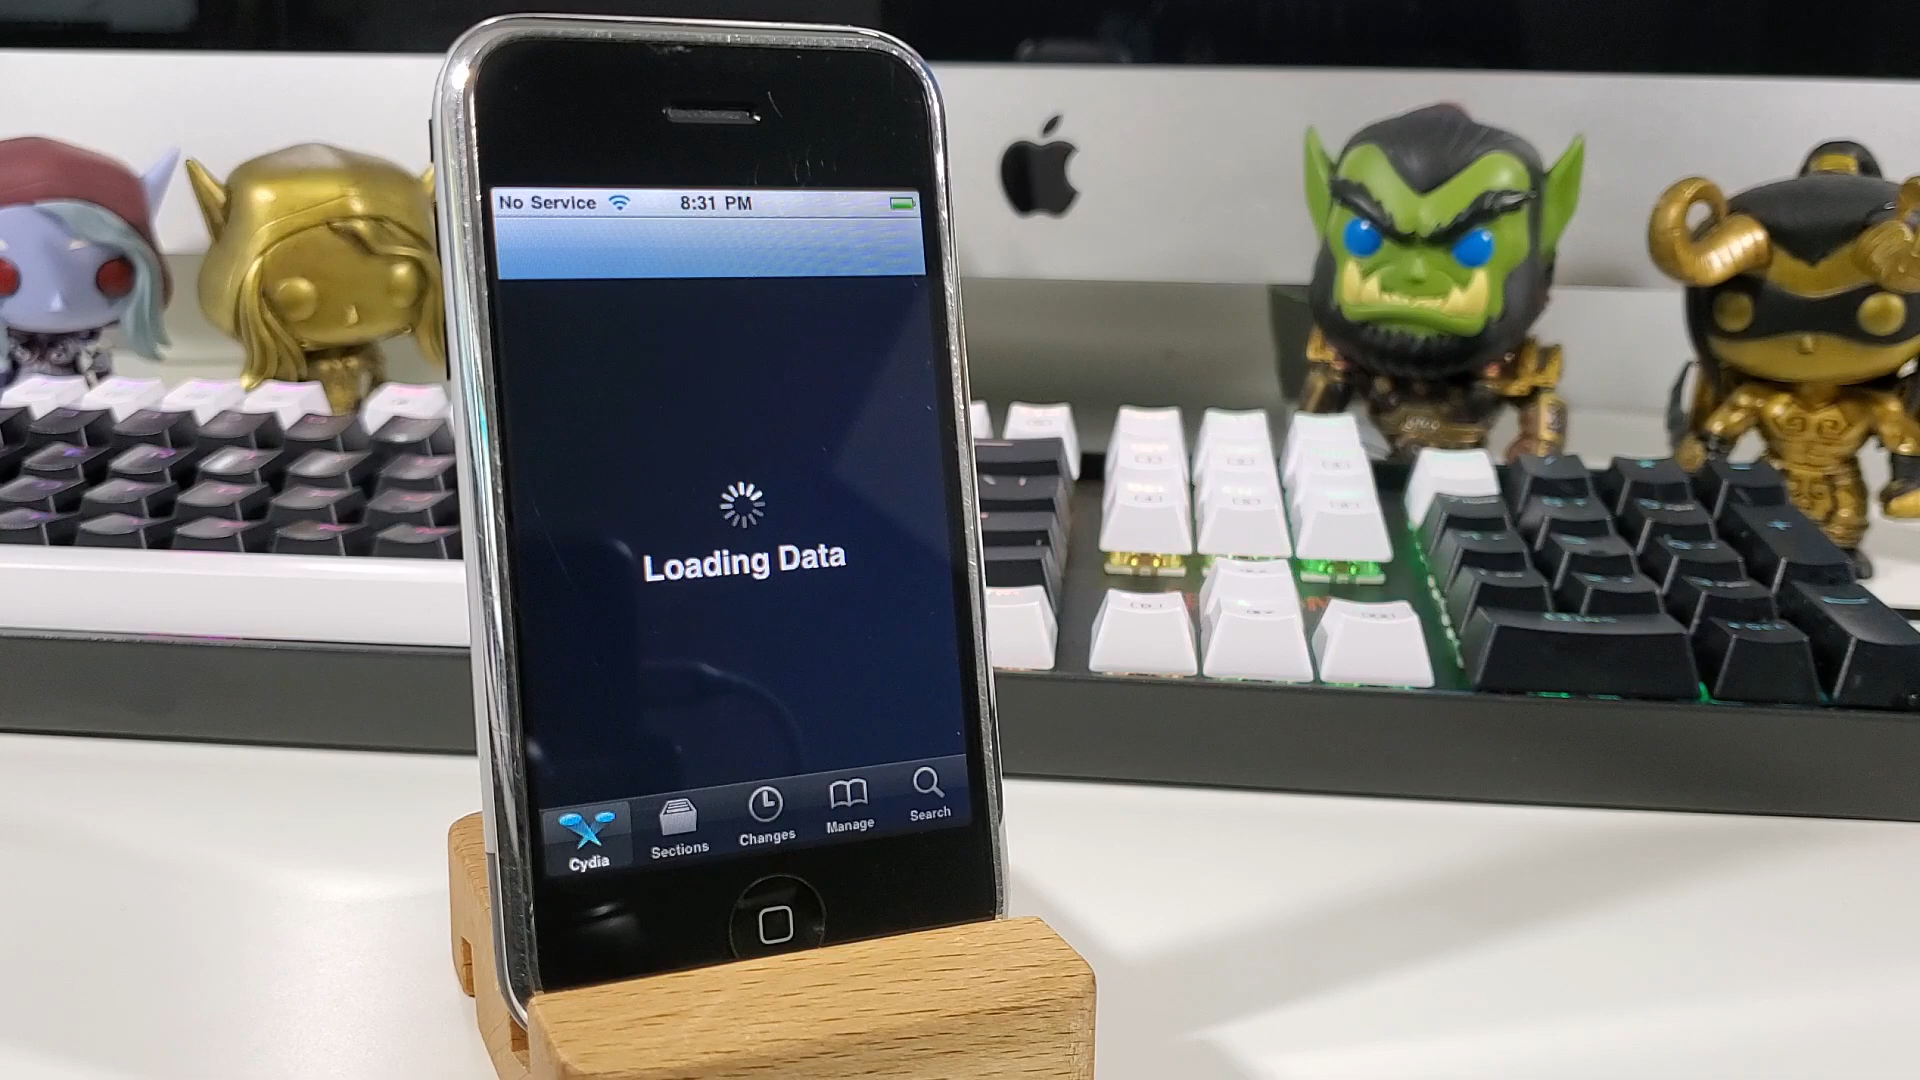 No Service 8:31 PM
Loading Data
Cydia Sections Changes Manage Search